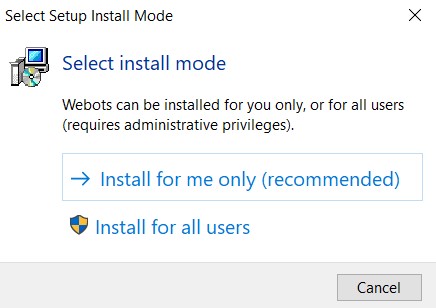 Select Setup Install Mode
Select install mode
Webots can be installed for you only, or for all users
(requires administrative privileges).
Install for me only (recommended)
Install for all users
Cancel